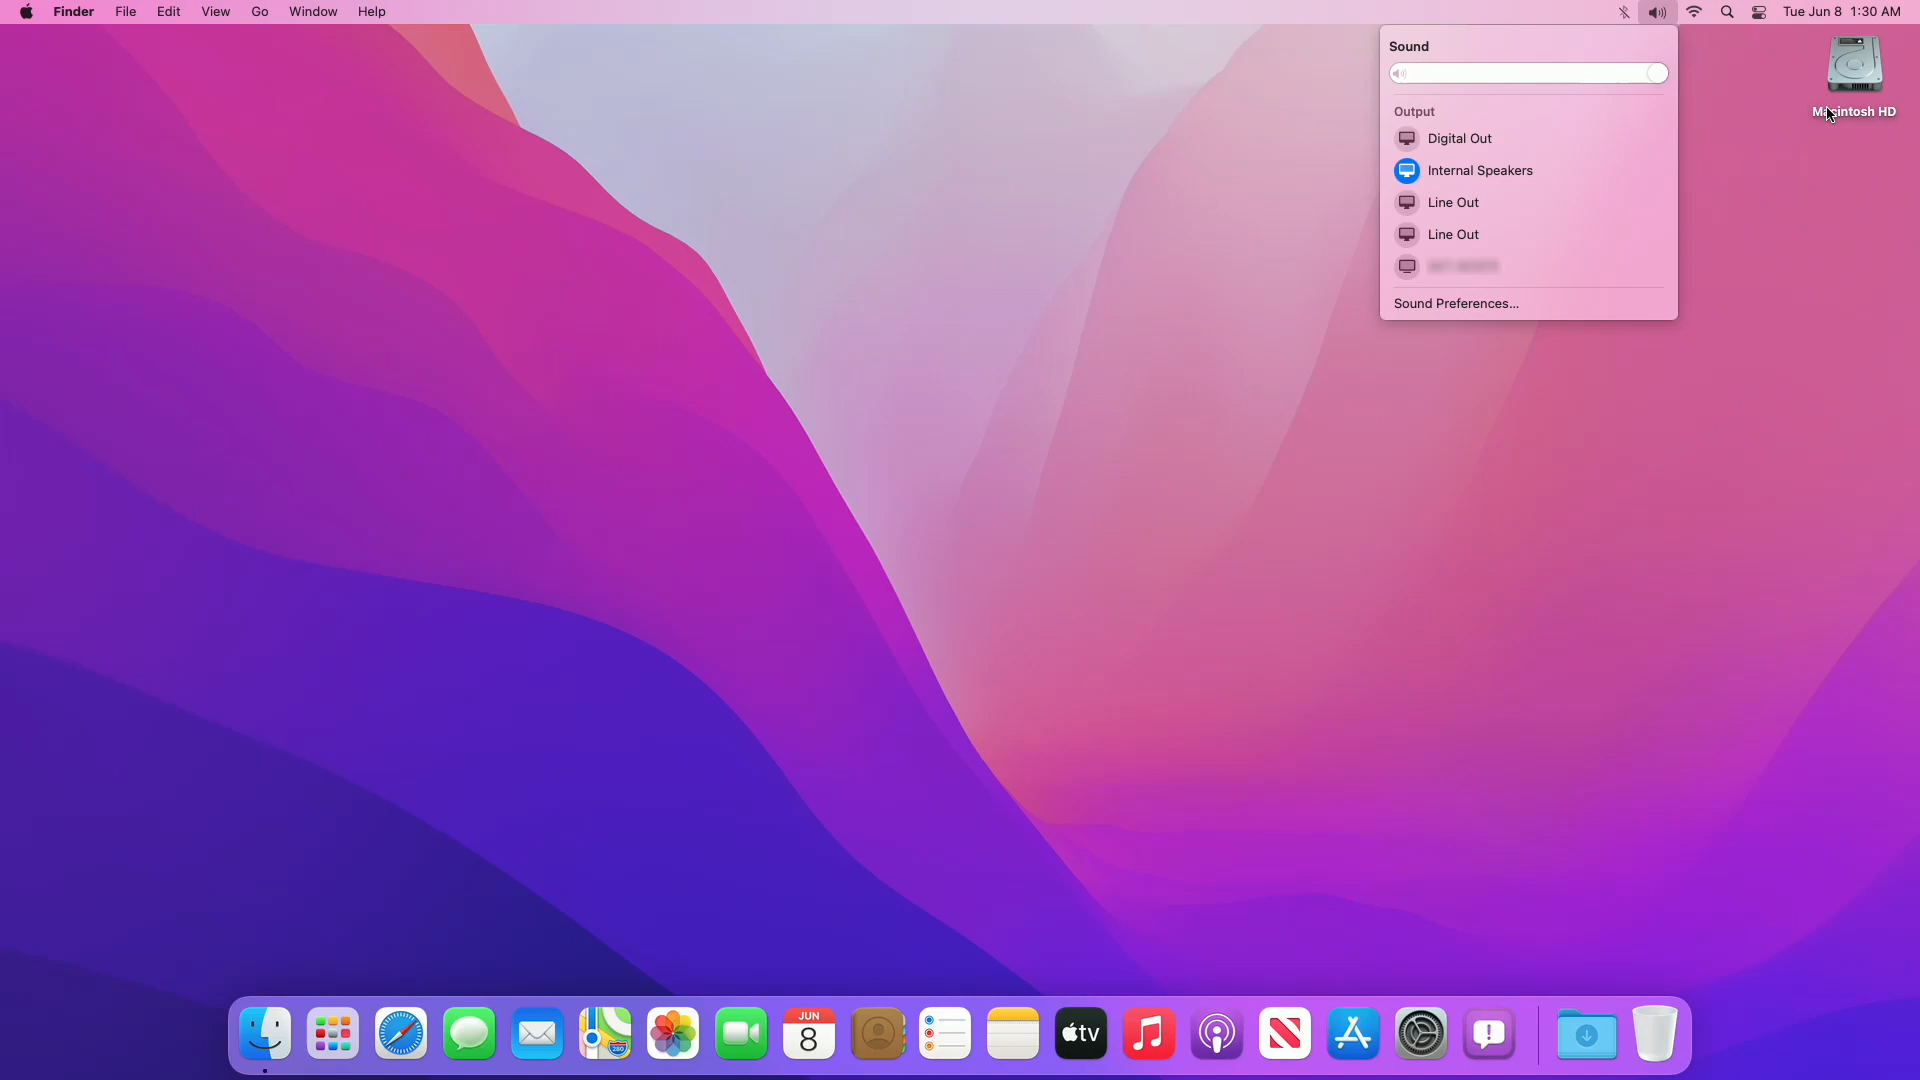 Finder File Edit View Go Window Help Tue Jun 8 1:30 AM
Sound
Output
Digital Out
Internal Speakers
Line Out
Line Out
Sound Preferences...
Macintosh HD
JUN
8
280
tv